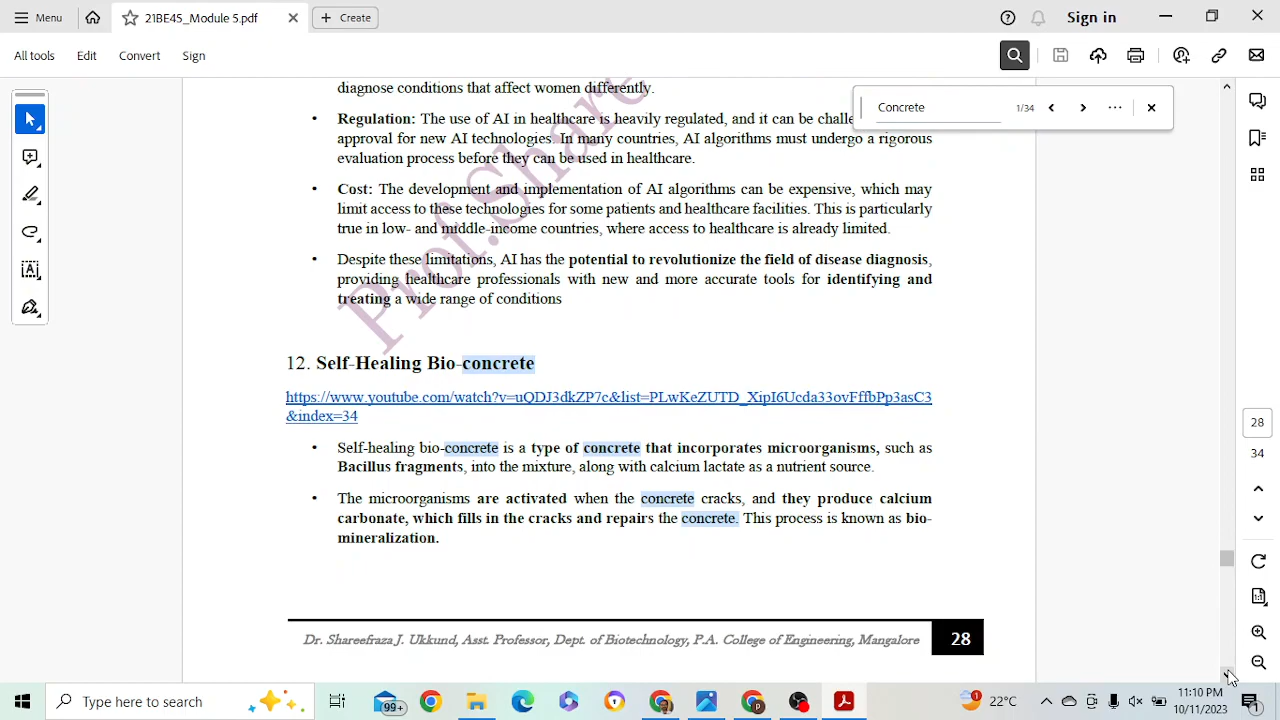 Menu
21BE45_Module 5.pdf
Create
Sign in
All tools
Edit
Convert
Sign
diagnose conditions that affect women differently.
Concrete
1/34
• Regulation: The use of AI in healthcare is heavily regulated, and it can be challe
approval for new AI technologies. In many countries, AI algorithms must undergo a rigorous
evaluation process before they can be used in healthcare.
• Cost: The development and implementation of AI algorithms can be expensive, which may
limit access to these technologies for some patients and healthcare facilities. This is particularly
true in low- and middle-income countries, where access to healthcare is already limited.
• Despite these limitations, AI has the potential to revolutionize the field of disease diagnosis,
providing healthcare professionals with new and more accurate tools for identifying and
treating a wide range of conditions
Prof.Share
12. Self-Healing Bio-concrete
https://www.youtube.com/watch?v=uQDJ3dkZP7c&list=PLwKeZUTD_XipI6Ucda33ovFffbPp3asC3
&index=34
• Self-healing bio-concrete is a type of concrete that incorporates microorganisms, such as
Bacillus fragments, into the mixture, along with calcium lactate as a nutrient source.
• The microorganisms are activated when the concrete cracks, and they produce calcium
carbonate, which fills in the cracks and repairs the concrete. This process is known as bio-
mineralization.
28
34
Dr. Shareefraza J. Ukkund, Asst. Professor, Dept. of Biotechnology, P.A. College of Engineering, Mangalore
28
Type here to search
99+
22°C
11:10 PM
10/11/2023